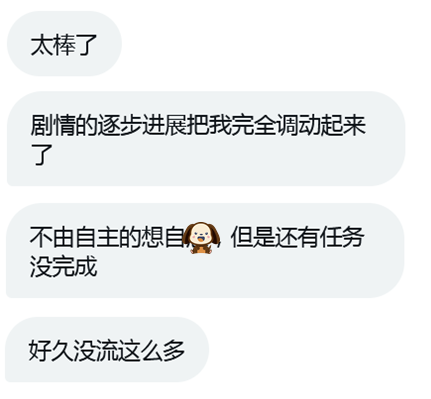 太棒了
剧情的逐步进展把我完全调动起来
了
不由自主的想自 但是还有任务
没完成
好久没流这么多